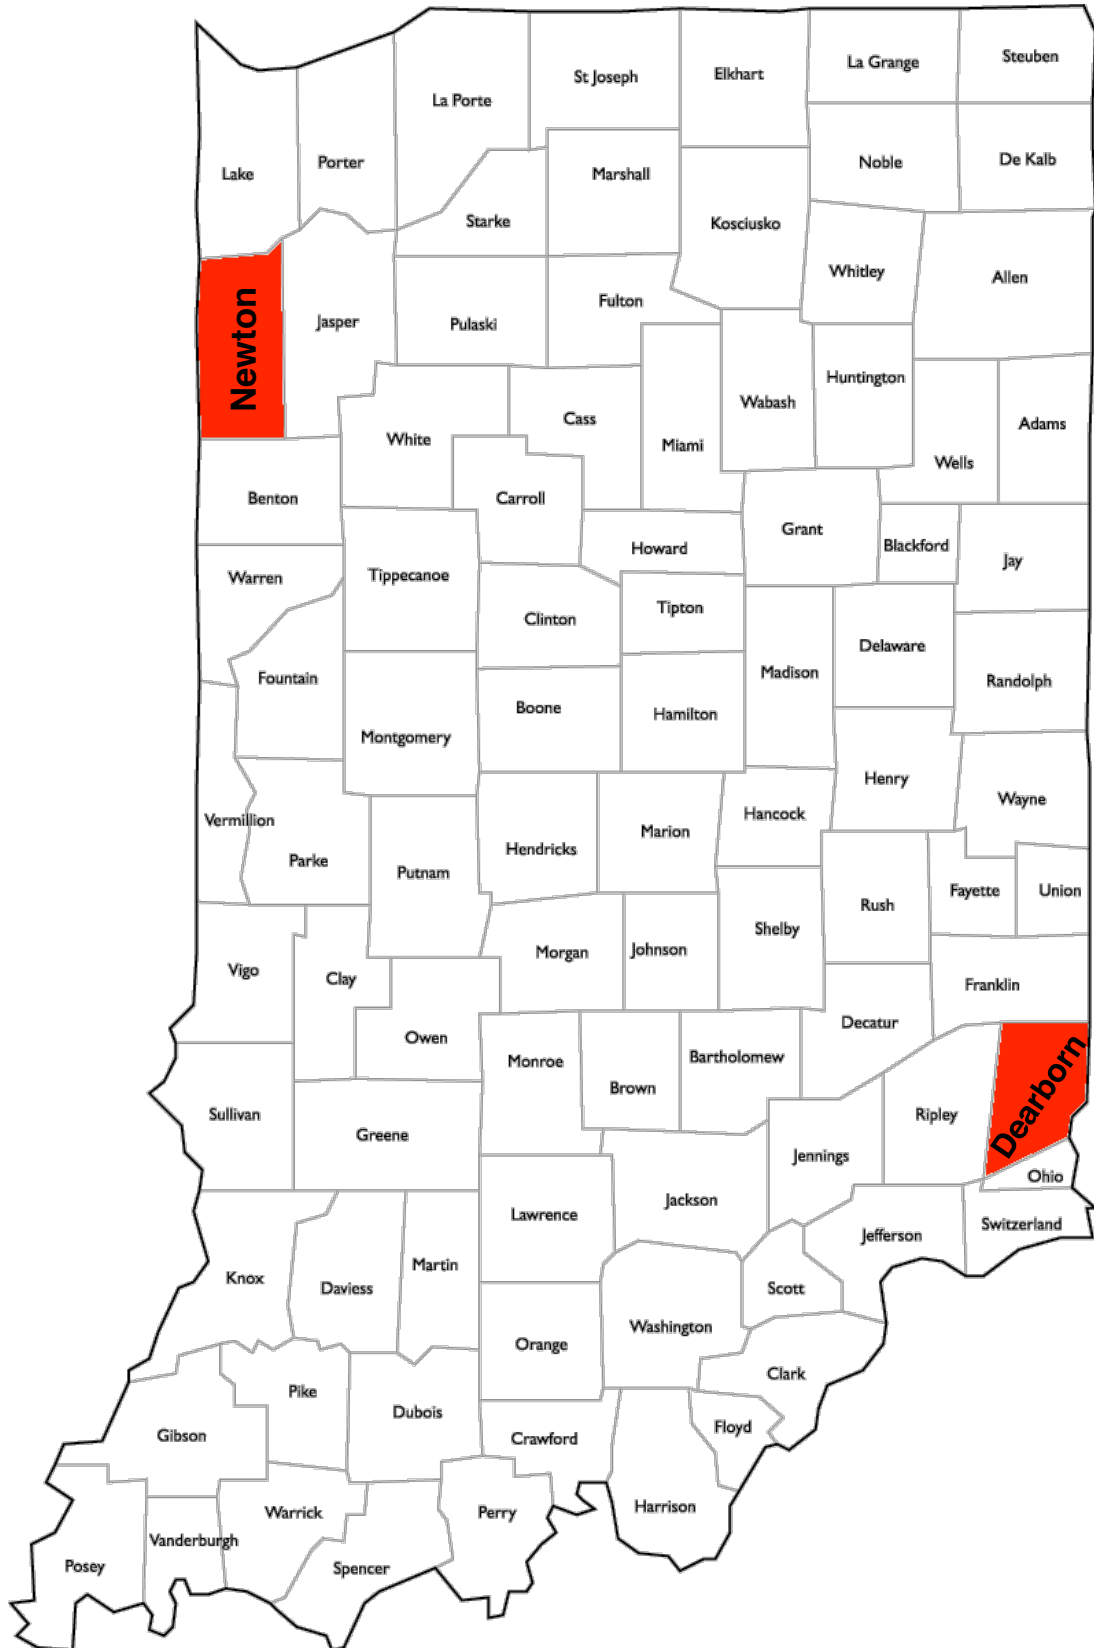 Steuben
La Grange
Elkhart
St Joseph
La Porte
De Kalb
Noble
Porter
Lake
Marshall
Starke
Kosciusko
Whitley
Allen
Fulton
Jasper
Pulaski
Newton
Huntington
Wabash
Cass
Adams
White
Miami
Wells
Benton
Carroll
Grant
Blackford
Howard
Jay
Warren
Tippecanoe
Tipton
Clinton
Delaware
Madison
Fountain
Randolph
Boone
Hamilton
Montgomery
Henry
Wayne
Hancock
Vermillion
Marion
Hendricks
Parke
Putnam
Fayette
Union
Rush
Shelby
Johnson
Morgan
Vigo
Clay
Franklin
Decatur
Owen
Monroe
Bartholomew
Brown
Dearborn
Sullivan
Ripley
Greene
Jennings
Ohio
Jackson
Lawrence
Switzerland
Jefferson
Martin
Knox
Daviess
Scott
Washington
Orange
Clark
Pike
Dubois
Floyd
Gibson
Crawford
Harrison
Warrick
Perry
Vanderburgh
Posey
Spencer